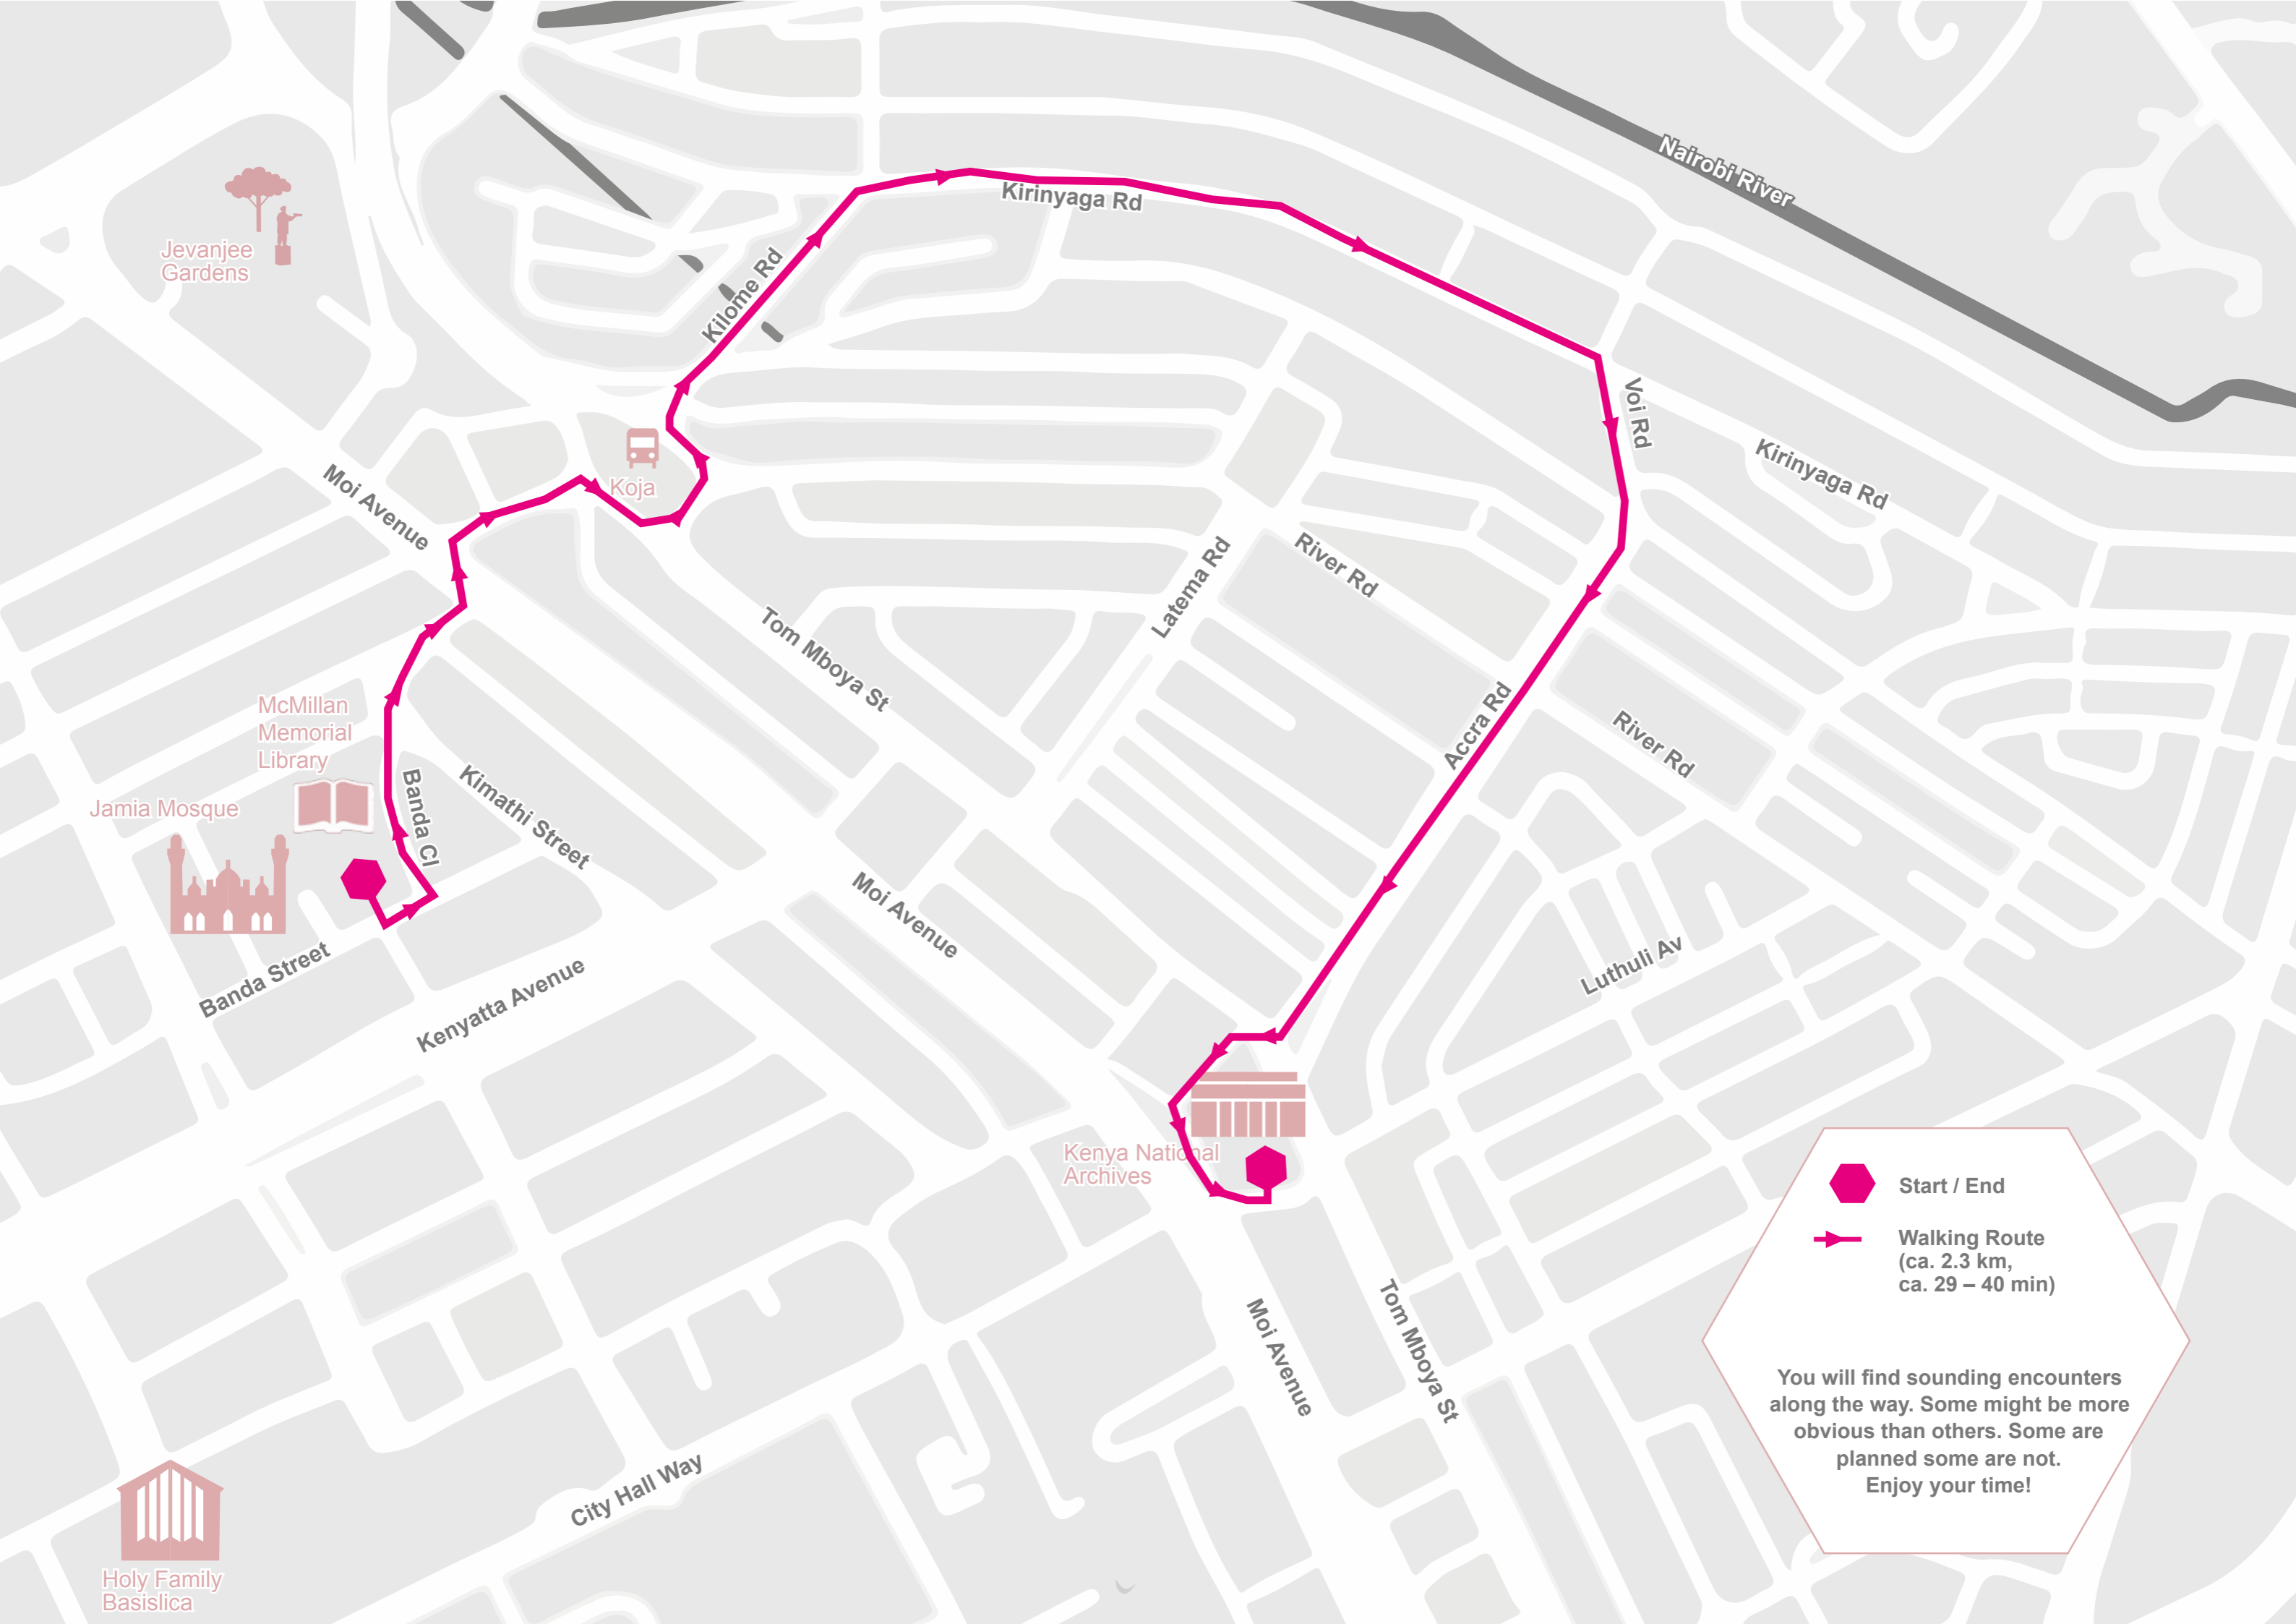 Nairobi River
Kirinyaga Rd
Jevanjee
Gardens
Kilome Rd
Voi Rd
Kirinyaga Rd
Koja
Moi Avenue
River Rd
Latema Rd
Tom Mboya St
Accra Rd
River Rd
McMillan
Memorial
Library
Jamia Mosque
Banda Cl
Kimathi Street
Moi Avenue
Banda Street
Kenyatta Avenue
Luthuli Av
Kenya National
Archives
Moi Avenue
Tom Mboya St
City Hall Way
Holy Family
Basislica
Start / End
Walking Route
(ca. 2.3 km,
ca. 29 – 40 min)
You will find sounding encounters
along the way. Some might be more
obvious than others. Some are
planned some are not.
Enjoy your time!